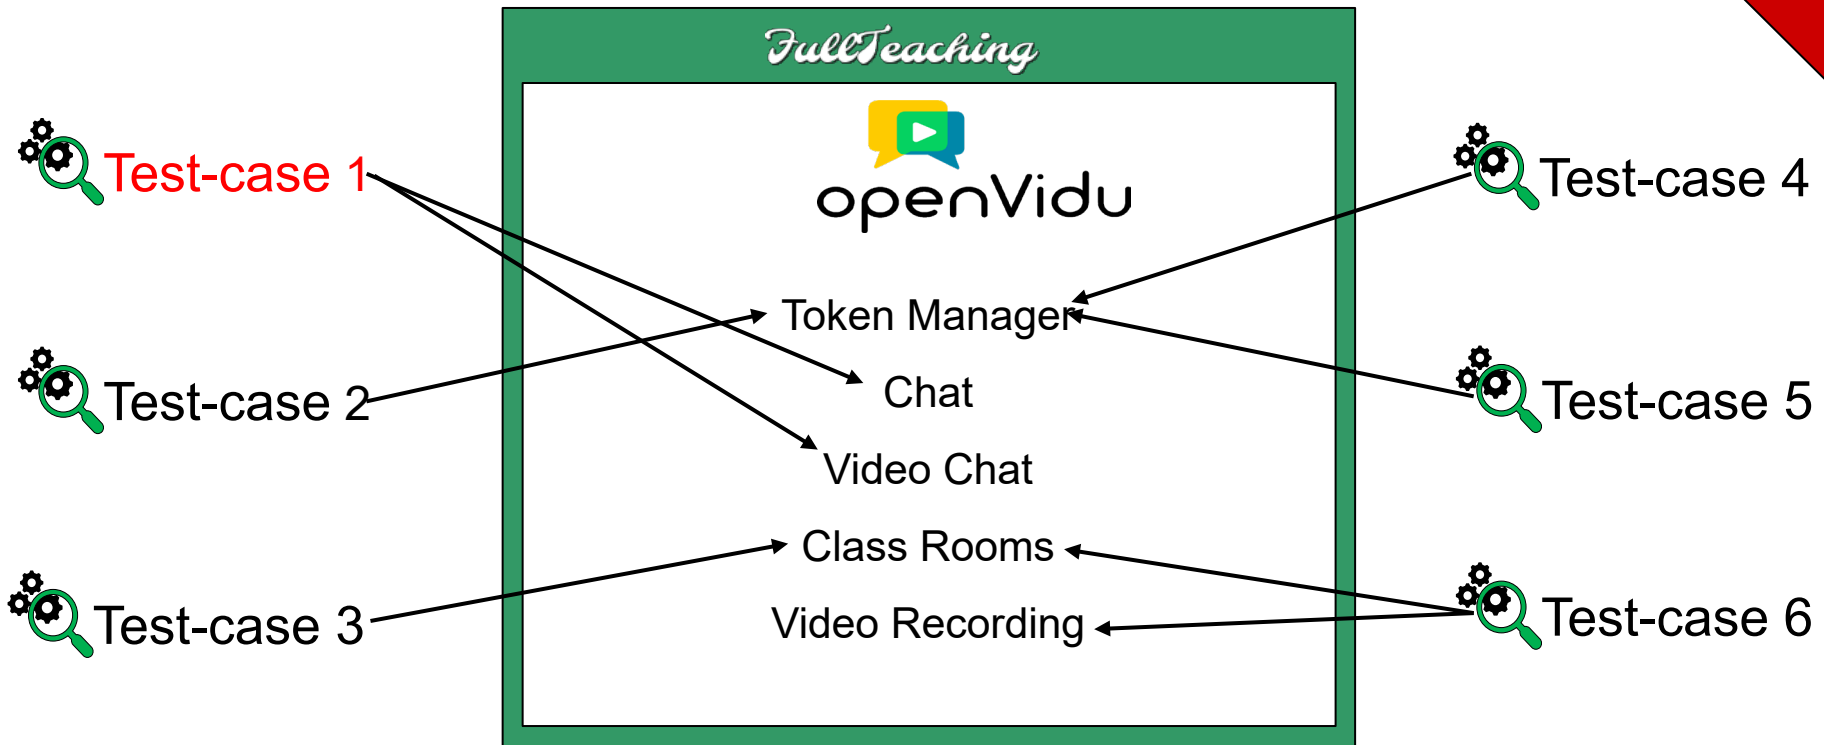 FullTeaching
openVidu
Test-case 1
Test-case 2
Test-case 3
Token Manager
Chat
Video Chat
Class Rooms
Video Recording
Test-case 4
Test-case 5
Test-case 6